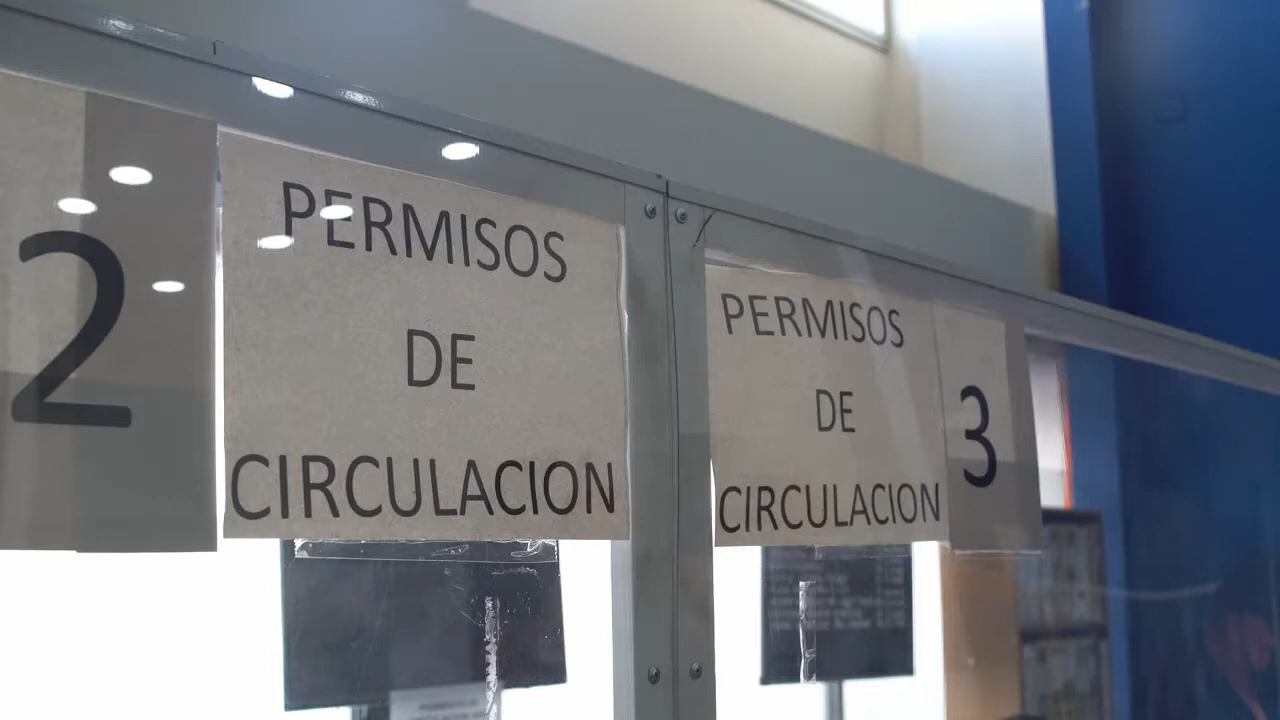 2
PERMISOS
DE
CIRCULACION
PERMISOS
DE
CIRCULACION
3